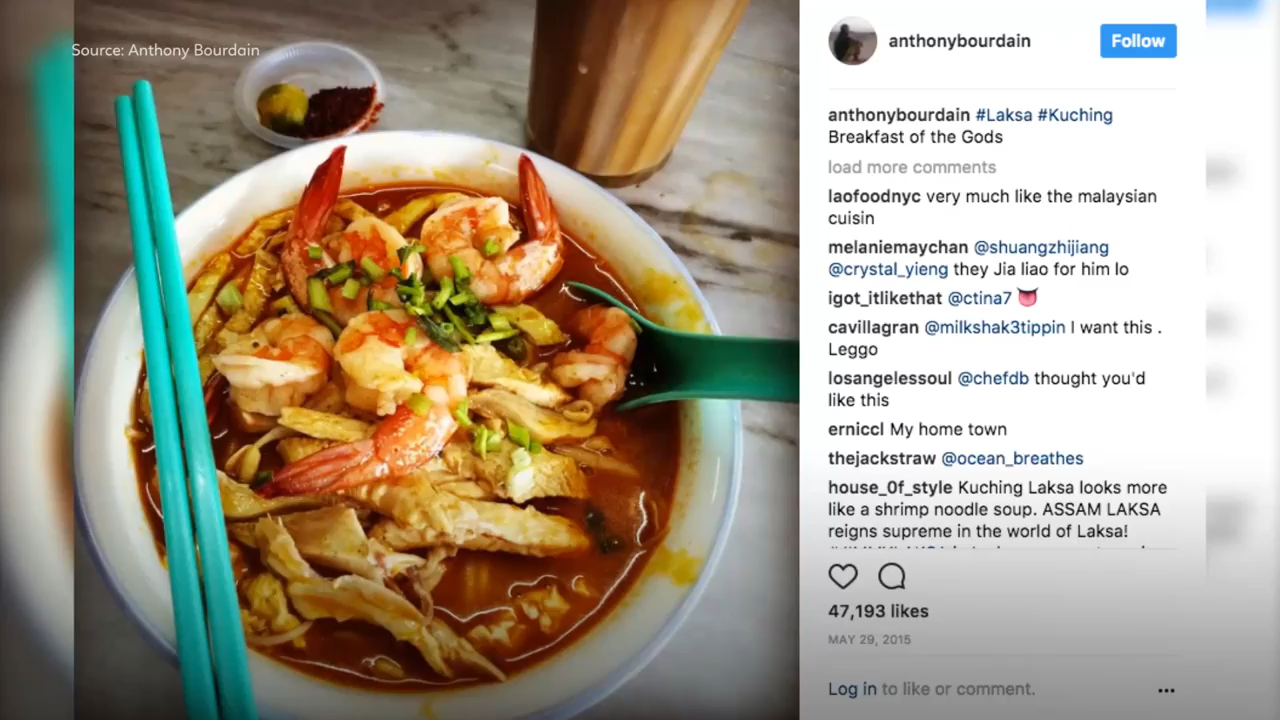 Source: Anthony Bourdain
anthonybourdain
Follow
anthonybourdain #Laksa #Kuching
Breakfast of the Gods
load more comments
laofoodnyc very much like the malaysian
cuisin
melaniemaychan @shuangzhijiang
@crystal_yieng they Jia liao for him lo
igot_itlikethat @ctina7 👅
cavillagran @milkshak3tippin I want this .
Leggo
losangelessoul @chefdb thought you'd
like this
erniccl My home town
thejackstraw @ocean_breathes
house_0f_style Kuching Laksa looks more
like a shrimp noodle soup. ASSAM LAKSA
reigns supreme in the world of Laksa!
47,193 likes
MAY 29, 2015
Log in to like or comment.